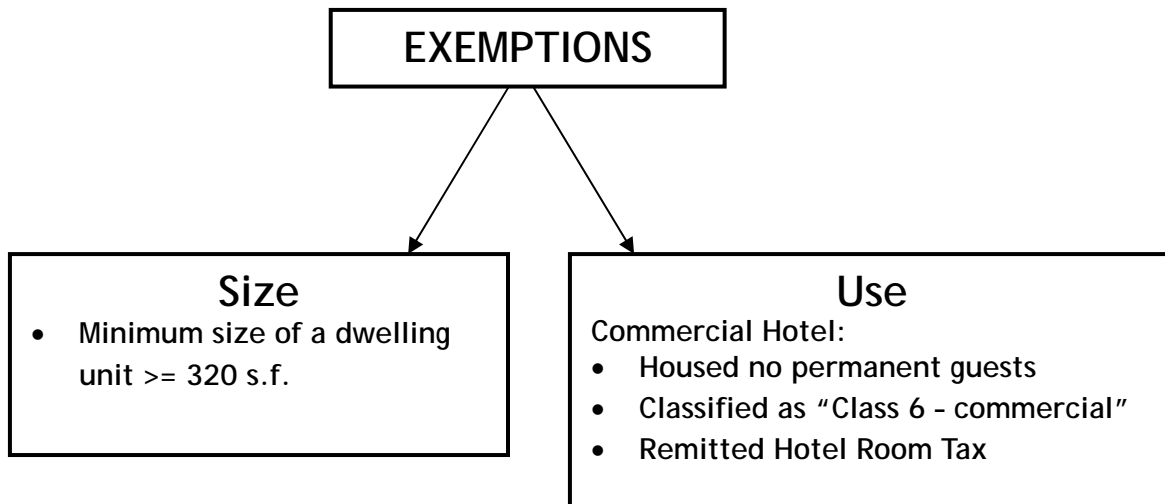 EXEMPTIONS
Size
• Minimum size of a dwelling
unit >= 320 s.f.
Use
Commercial Hotel:
• Housed no permanent guests
• Classified as “Class 6 – commercial”
• Remitted Hotel Room Tax